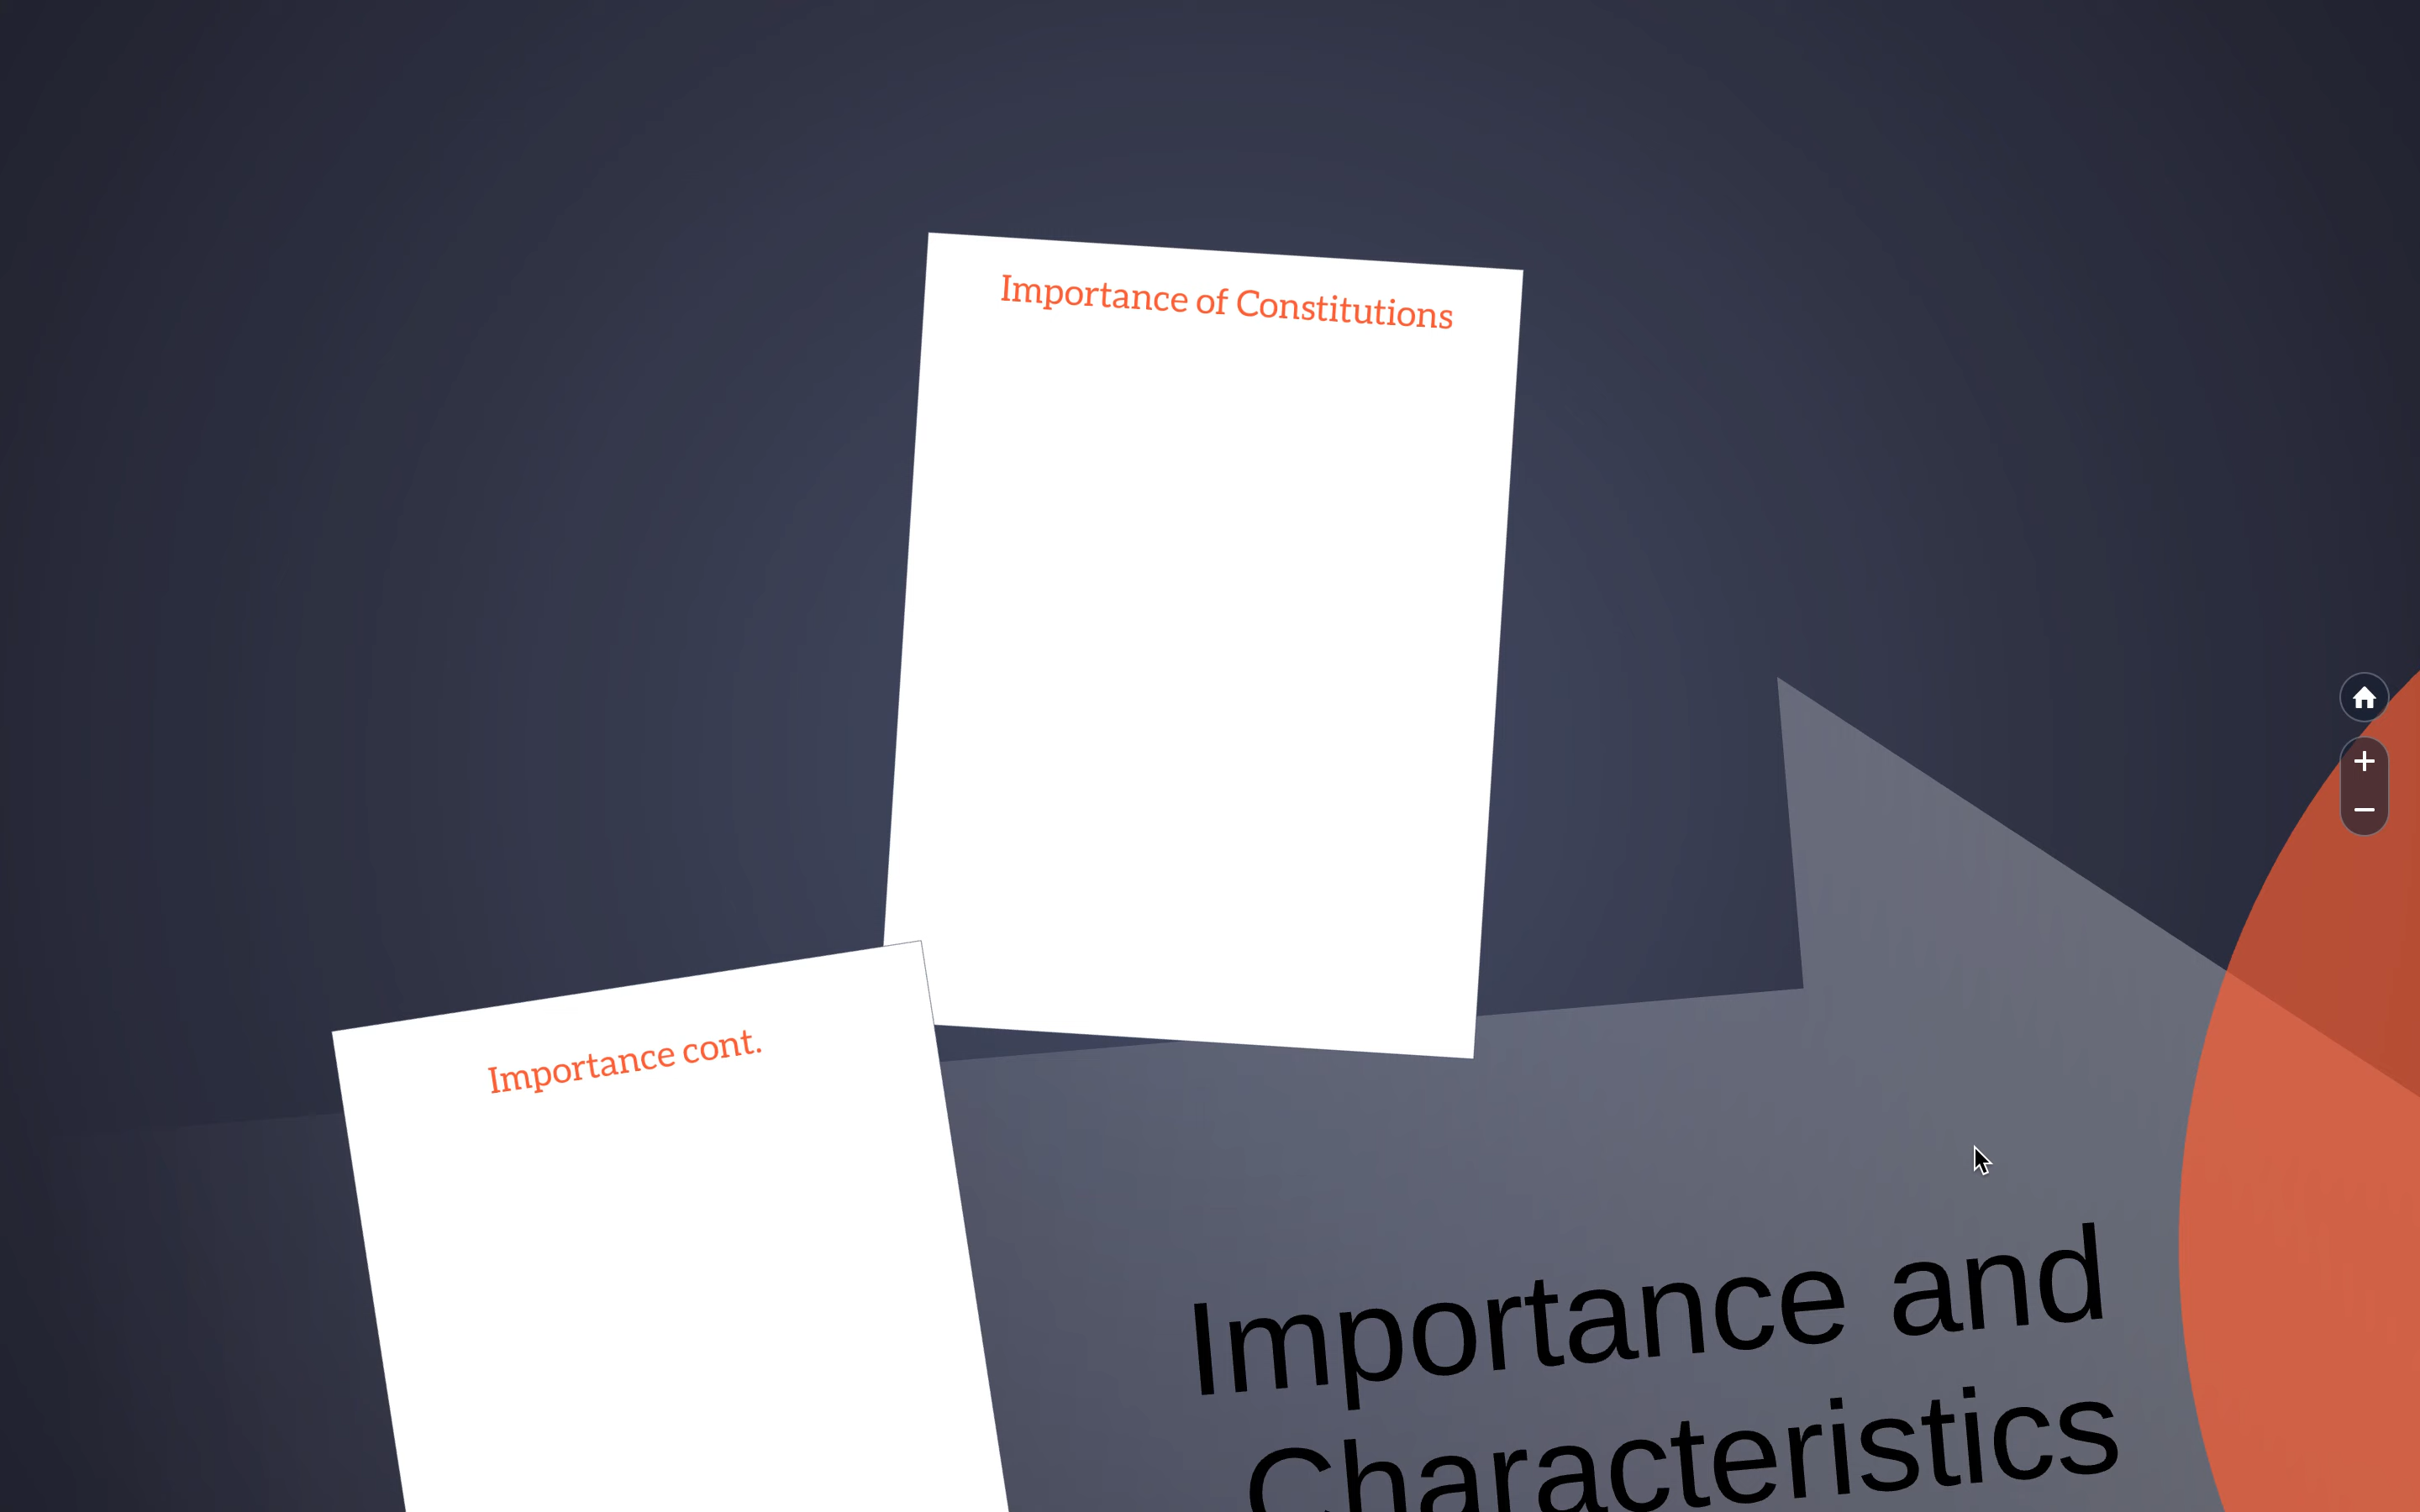 Importance of Constitutions
Importance cont.
Importance and
Characteristics